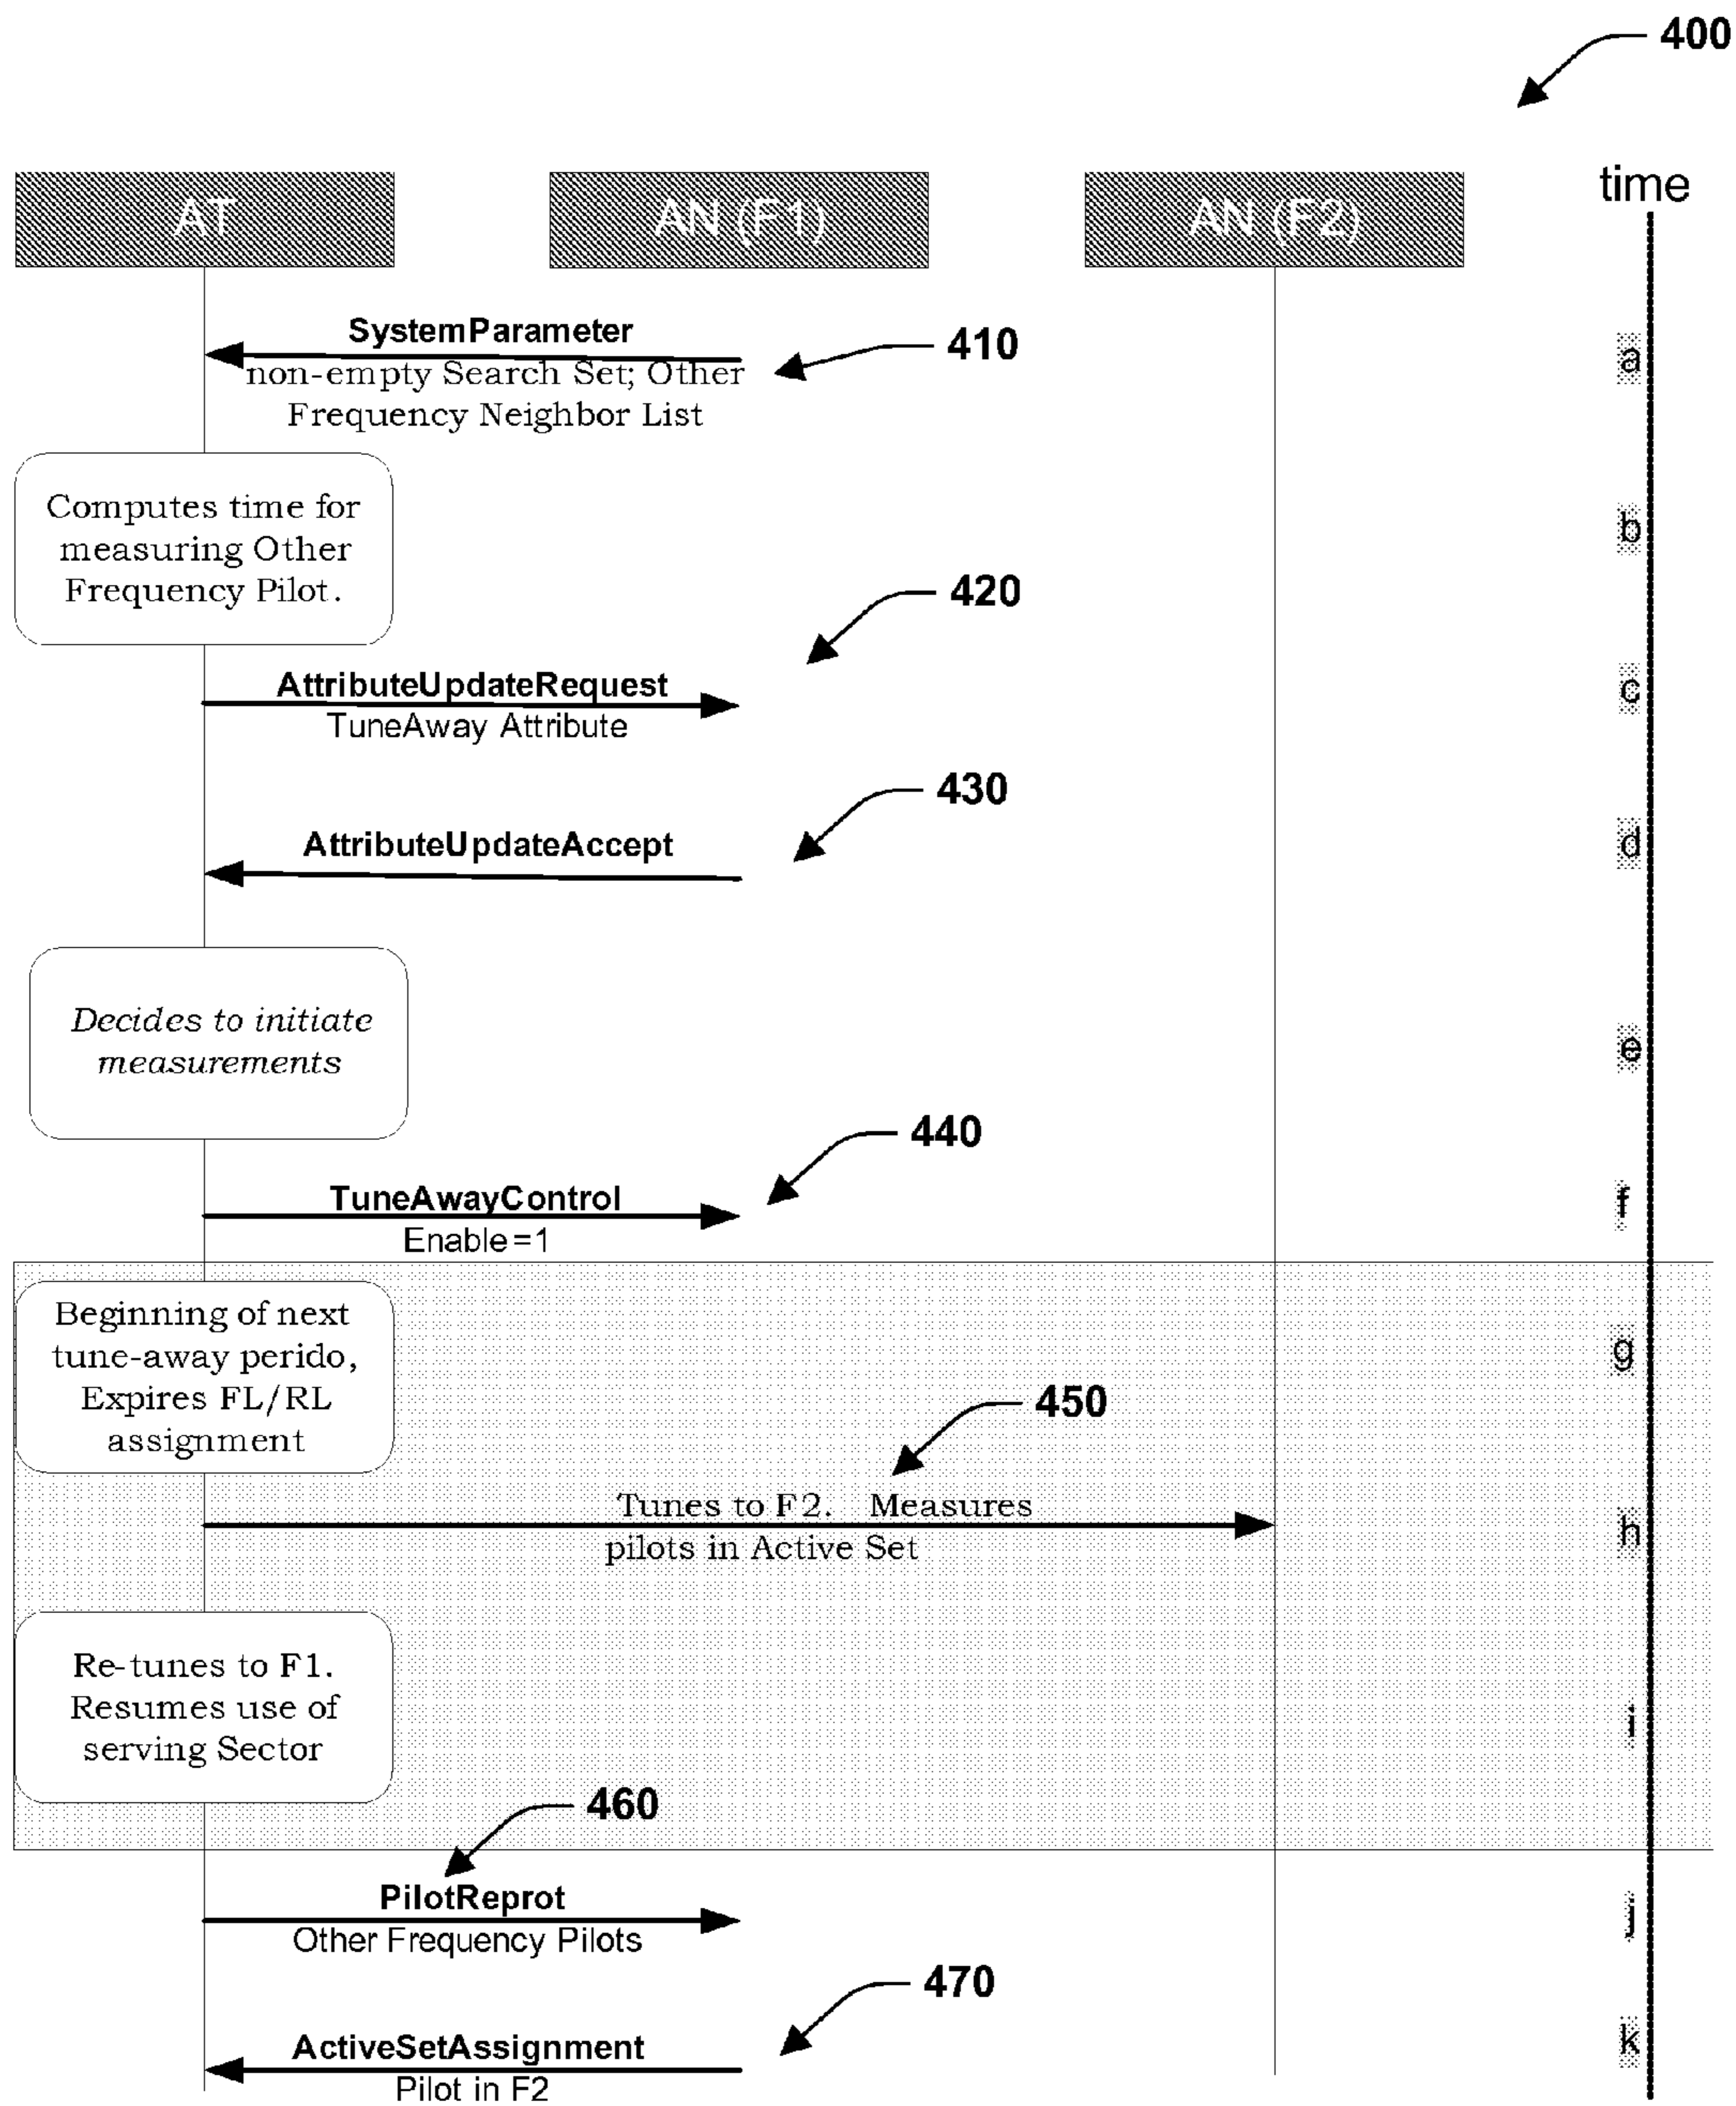 400
AT
AN (F1)
AN (F2)
time
SystemParameter
410
a
non-empty Search Set; Other
Frequency Neighbor List
Computes time for
measuring Other
Frequency Pilot.
b
420
AttributeUpdateRequest
c
TuneAway Attribute
430
AttributeUpdateAccept
d
Decides to initiate
measurements
e
440
TuneAwayControl
f
Enable=1
Beginning of next
tune-away perido,
Expires FL/RL
assignment
g
450
Tunes to F2. Measures
pilots in Active Set
h
Re-tunes to F1.
Resumes use of
serving Sector
i
460
PilotReprot
j
Other Frequency Pilots
470
ActiveSetAssignment
k
Pilot in F2